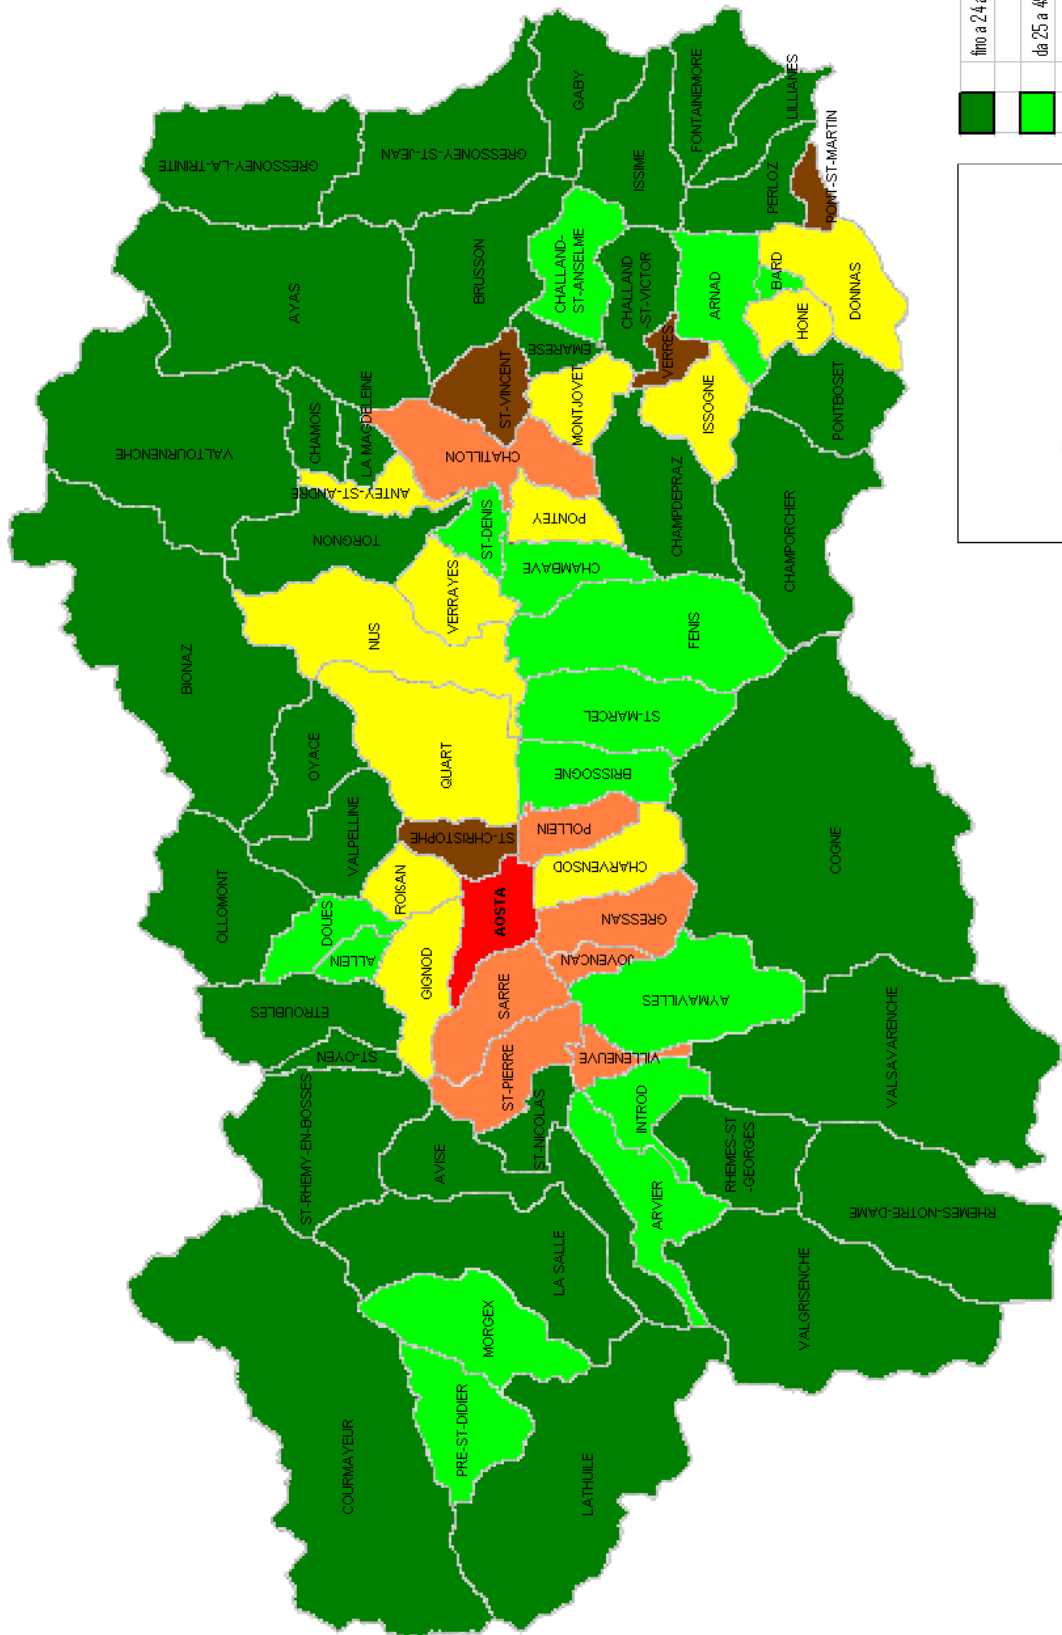 GRESSONEY-LA-TRINITE
GRESSONEY-ST-JEAN
GABY
ISSIME
FONTAINEMORE
LILLIANES
PERLOZ
PONT-ST-MARTIN
AYAS
BRUSSON
CHALLAND-
ST-ANSELME
CHALLAND
-ST-VICTOR
ARNAD
BARD
HONE
DONNAS
VALTOURNENCHE
CHAMOIS
LA MAGDELEINE
ANTEY-ST-ANDRE
ST-VINCENT
EMARESE
MONTJOVET
VERRES
ISSOGNE
PONTBOSET
CHATILLON
TORGNON
ST-DENIS
PONTEY
CHAMPDEPRAZ
CHAMPORCHER
CHAMBAVE
VERRAYES
NUS
FENIS
BIONAZ
OYACE
QUART
ST-MARCEL
BRISSOGNE
VALPELLINE
ST-CHRISTOPHE
POLLEIN
CHARVENSOD
COGNE
OLLOMONT
DOUES
ALLEIN
ROISAN
GIGNOD
AOSTA
GRESSAN
JOVENCAN
SARRE
AYMAVILLES
ETROUBLES
ST-OYEN
ST-PIERRE
VILLENEUVE
INTROD
VALSAVARENCHE
ST-RHEMY-EN-BOSSES
AVISE
ST-NICOLAS
ARVIER
RHEMES-ST
-GEORGES
RHEMES-NOTRE-DAME
VALGRISENCHE
LA SALLE
MORGEX
PRE-ST-DIDIER
COURMAYEUR
LATHUILE
fino a 24 a
da 25 a 4